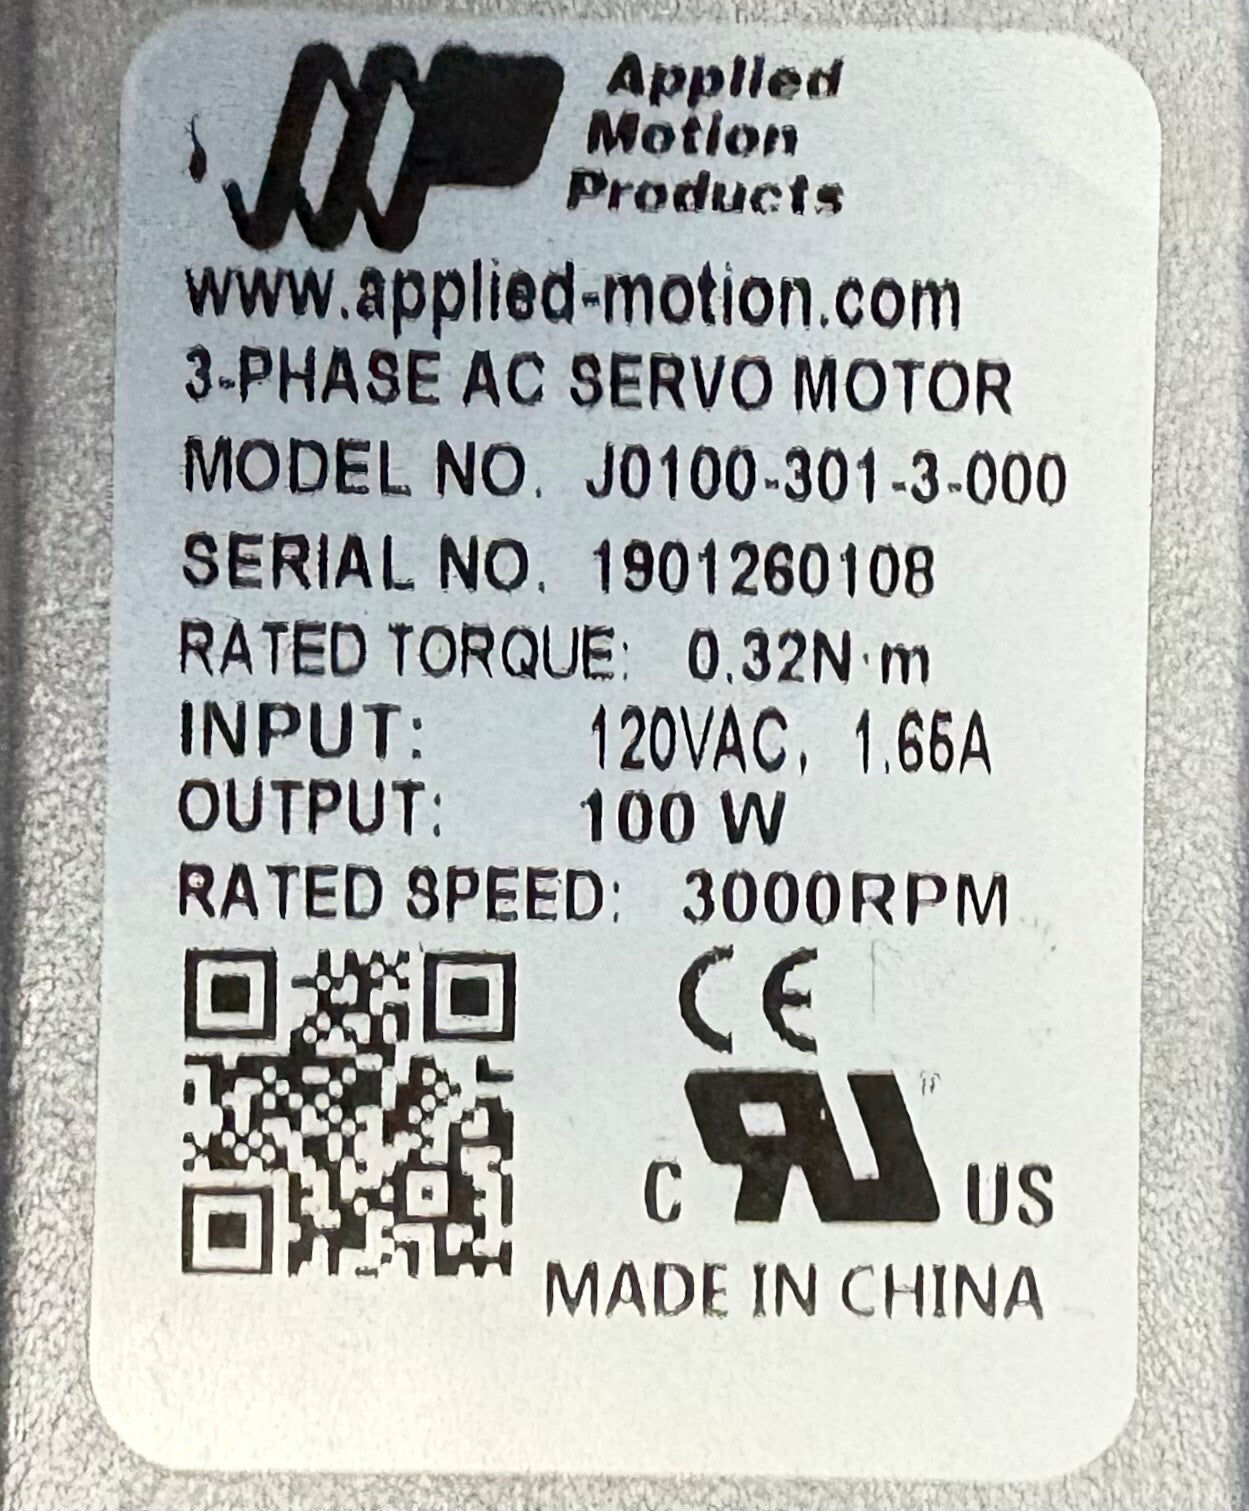 Applied
Motion
Products
www.applied-motion.com
3-PHASE AC SERVO MOTOR
MODEL NO. J0100-301-3-000
SERIAL NO. 1901260108
RATED TORQUE: 0.32N·m
INPUT: 120VAC, 1.65A
OUTPUT: 100 W
RATED SPEED: 3000RPM
CE
C RU US
MADE IN CHINA